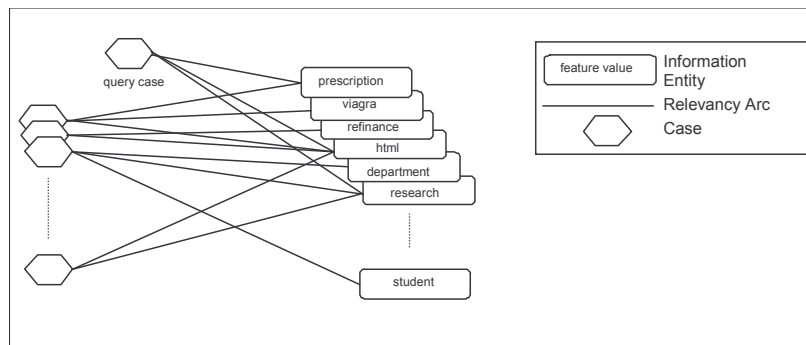 query case
prescription
viagra
refinance
html
department
research
student
feature value
Information
Entity
Relevancy Arc
Case